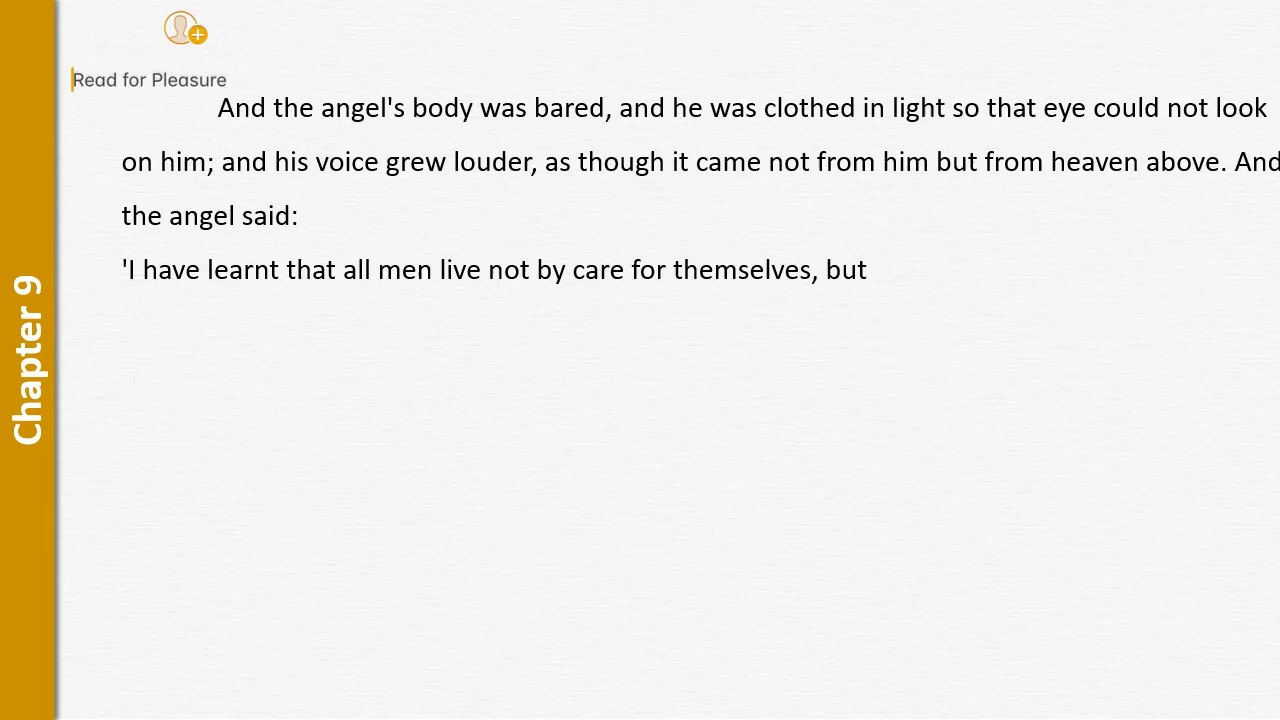 Read for Pleasure
And the angel's body was bared, and he was clothed in light so that eye could not look
on him; and his voice grew louder, as though it came not from him but from heaven above. And
the angel said:
'I have learnt that all men live not by care for themselves, but
Chapter 9